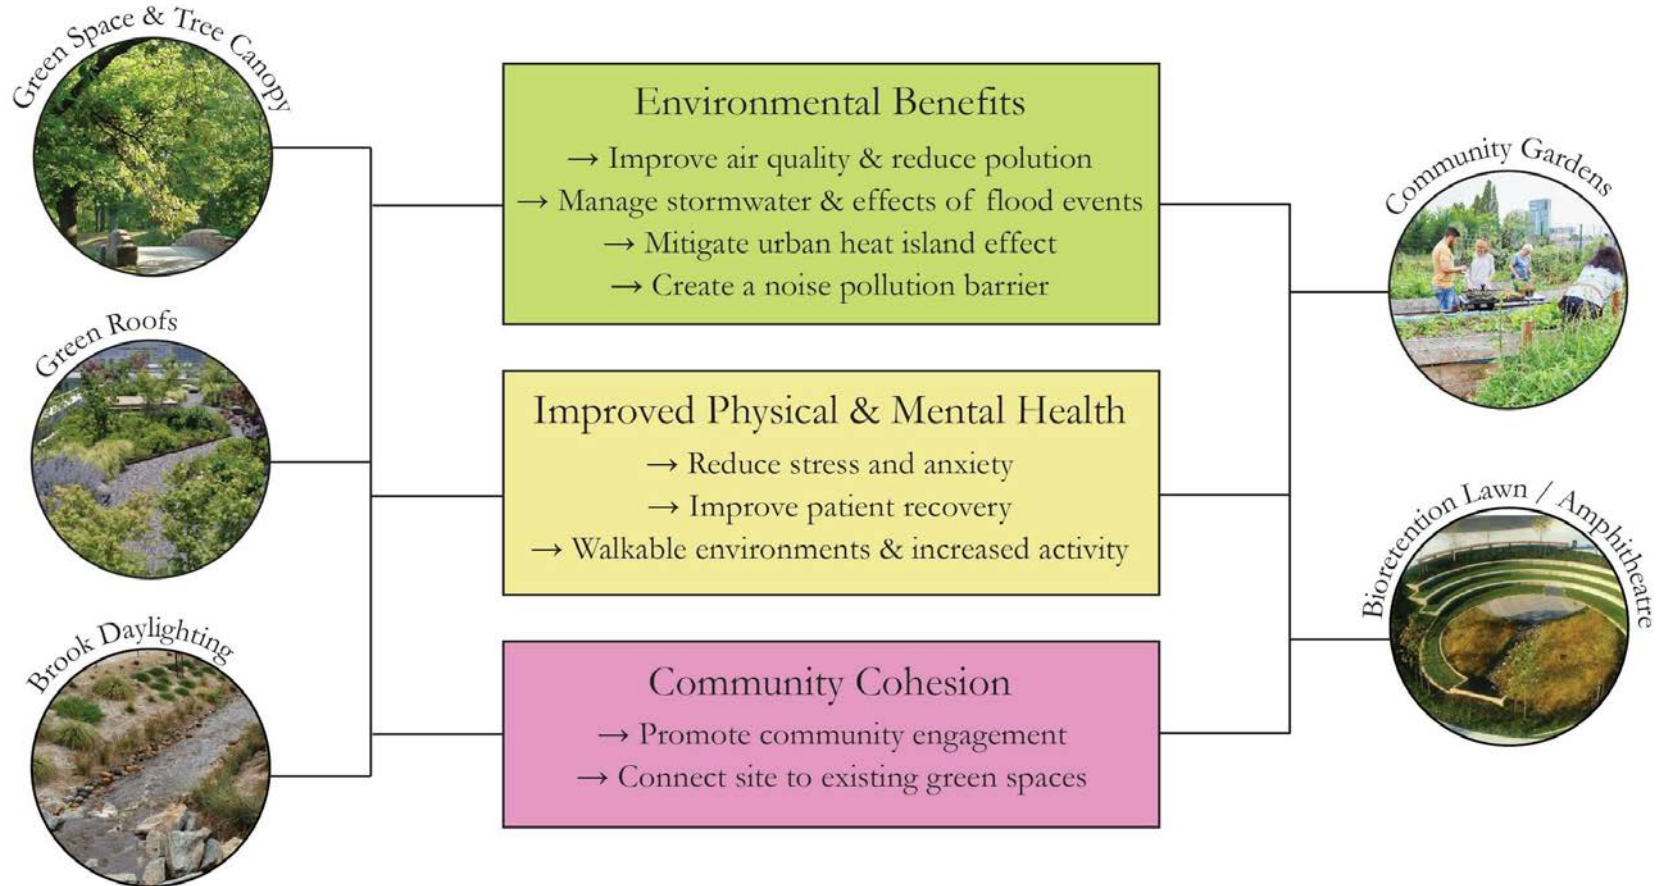 Green Space & Tree Canopy
Green Roofs
Brook Daylighting
Environmental Benefits
→ Improve air quality & reduce polution
→ Manage stormwater & effects of flood events
→ Mitigate urban heat island effect
→ Create a noise pollution barrier
Improved Physical & Mental Health
→ Reduce stress and anxiety
→ Improve patient recovery
→ Walkable environments & increased activity
Community Cohesion
→ Promote community engagement
→ Connect site to existing green spaces
Community Gardens
Bioretention Lawn / Amphitheatre